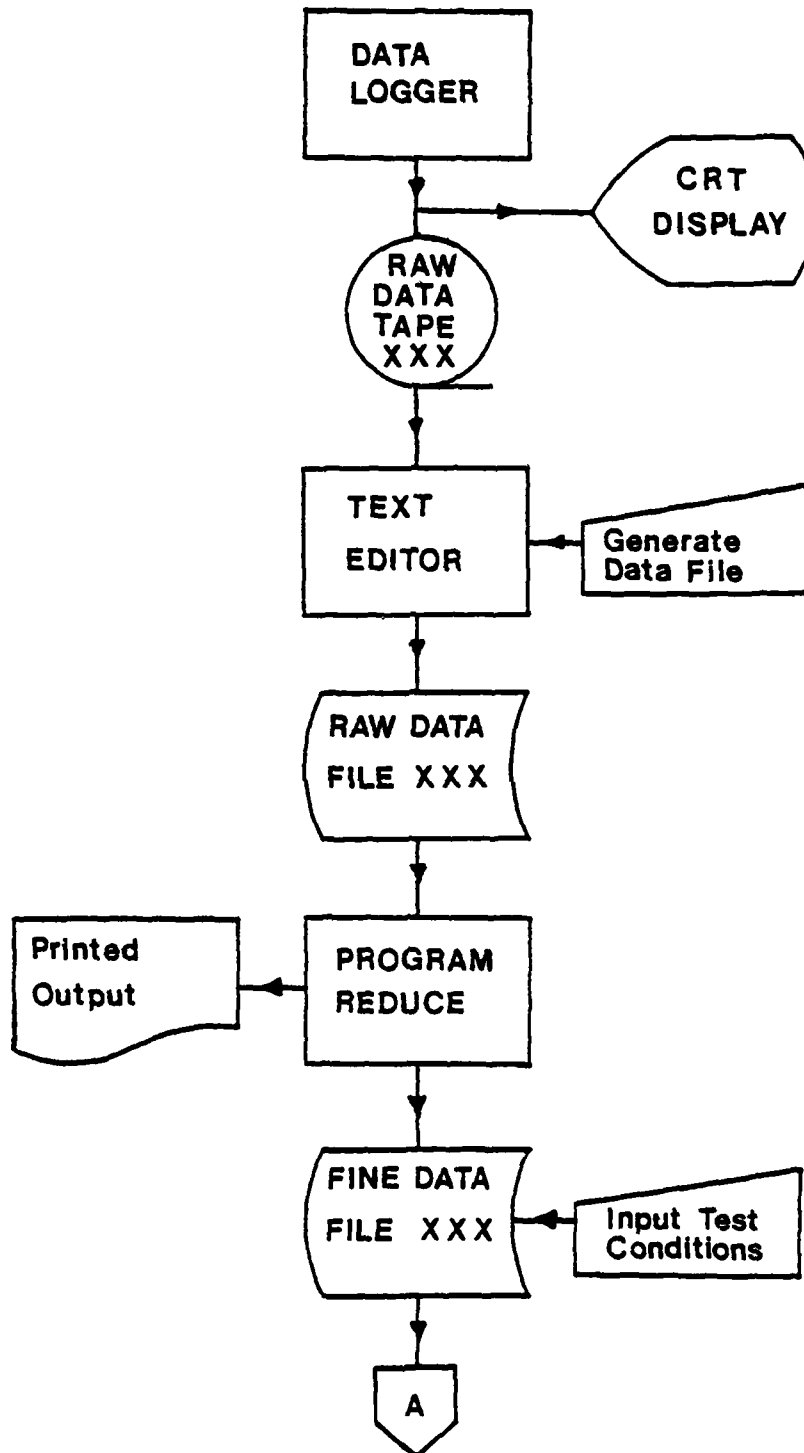 DATA
LOGGER
CRT
DISPLAY
RAW
DATA
TAPE
XXX
TEXT
EDITOR
Generate
Data File
RAW DATA
FILE XXX
Printed
Output
PROGRAM
REDUCE
FINE DATA
FILE XXX
Input Test
Conditions
A